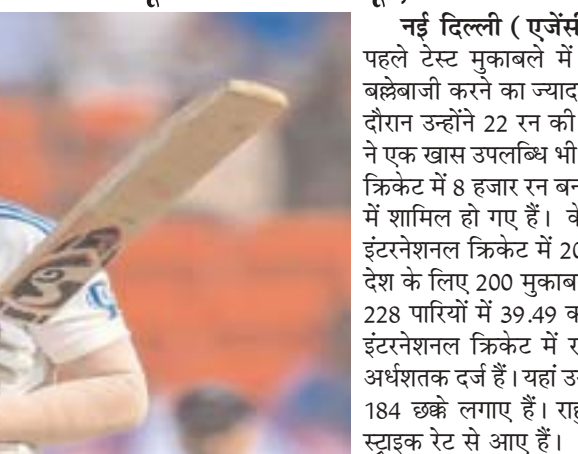 नई दिल्ली ( एजेंसी
पहले टेस्ट मुकाबले में
बल्लेबाजी करने का ज्याद
दौरान उन्होंने 22 रन की
ने एक खास उपलब्धि भी
क्रिकेट में 8 हजार रन बन
में शामिल हो गए हैं। के
इंटरनेशनल क्रिकेट में 20
देश के लिए 200 मुकाब
228 पारियों में 39.49 क
इंटरनेशनल क्रिकेट में र
अर्धशतक दर्ज हैं। यहां उ
184 छक्के लगाए हैं। राह
स्ट्राइक रेट से आए हैं।